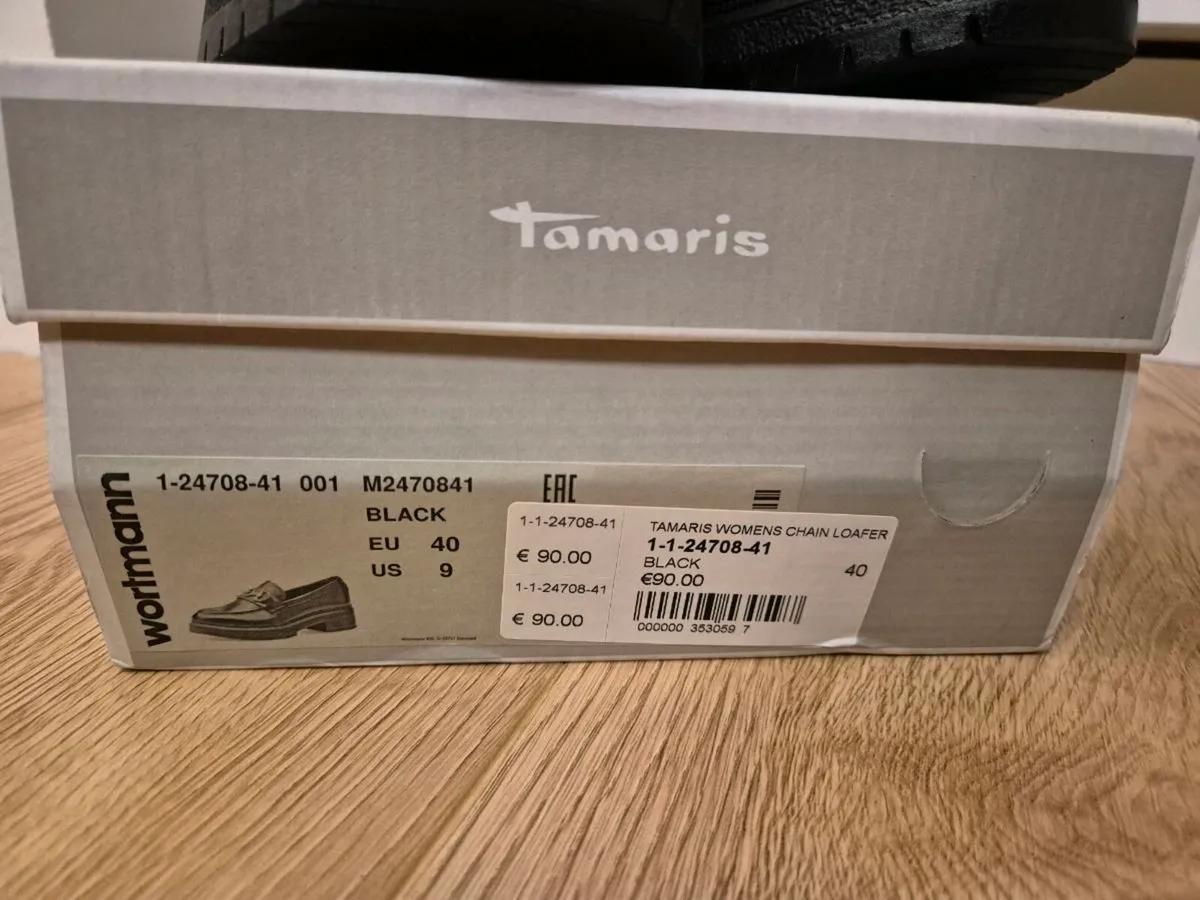 Tamaris
wortmann
1-24708-41 001 M2470841
BLACK
EU 40
US 9
EAC
1-1-24708-41
€ 90.00
1-1-24708-41
€ 90.00
TAMARIS WOMENS CHAIN LOAFER
1-1-24708-41
BLACK
€90.00
40
000000 353059 7